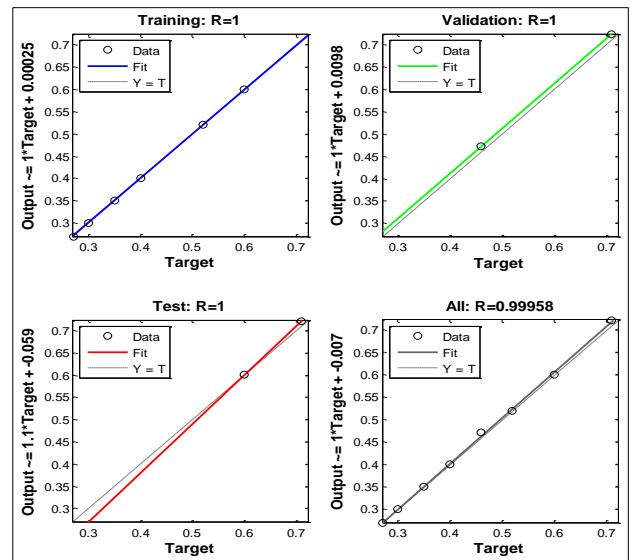 Training: R=1
Output ~= 1*Target + 0.00025
Data
Fit
Y = T
0.7
0.65
0.6
0.55
0.5
0.45
0.4
0.35
0.3
0.3 0.4 0.5 0.6 0.7
Target
Validation: R=1
Output ~= 1*Target + 0.0098
Data
Fit
Y = T
0.7
0.65
0.6
0.55
0.5
0.45
0.4
0.35
0.3
0.3 0.4 0.5 0.6 0.7
Target
Test: R=1
Output ~= 1.1*Target + -0.059
Data
Fit
Y = T
0.7
0.65
0.6
0.55
0.5
0.45
0.4
0.35
0.3
0.3 0.4 0.5 0.6 0.7
Target
All: R=0.99958
Output ~= 1*Target + -0.007
Data
Fit
Y = T
0.7
0.65
0.6
0.55
0.5
0.45
0.4
0.35
0.3
0.3 0.4 0.5 0.6 0.7
Target